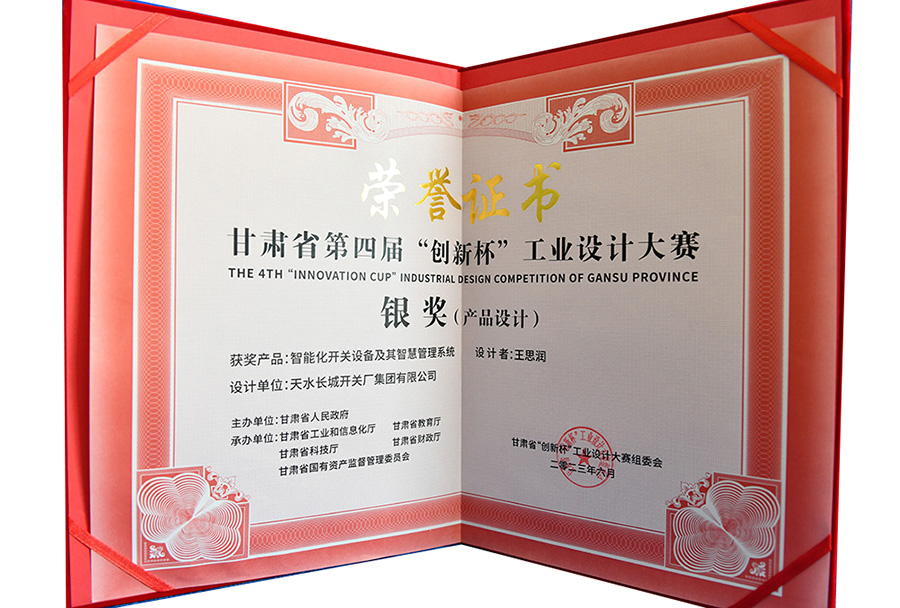 荣誉证书
甘肃省第四届“创新杯”工业设计大赛
THE 4TH “INNOVATION CUP” INDUSTRIAL DESIGN COMPETITION OF GANSU PROVINCE
银奖（产品设计）
获奖产品：智能化开关设备及其智慧管理系统 设计者：王思润
设计单位：天水长城开关厂集团有限公司
主办单位：甘肃省人民政府
承办单位：甘肃省工业和信息化厅 甘肃省教育厅
甘肃省科技厅 甘肃省财政厅
甘肃省国有资产监督管理委员会
甘肃省“创新杯”工业设计大赛组委会
二〇二三年六月